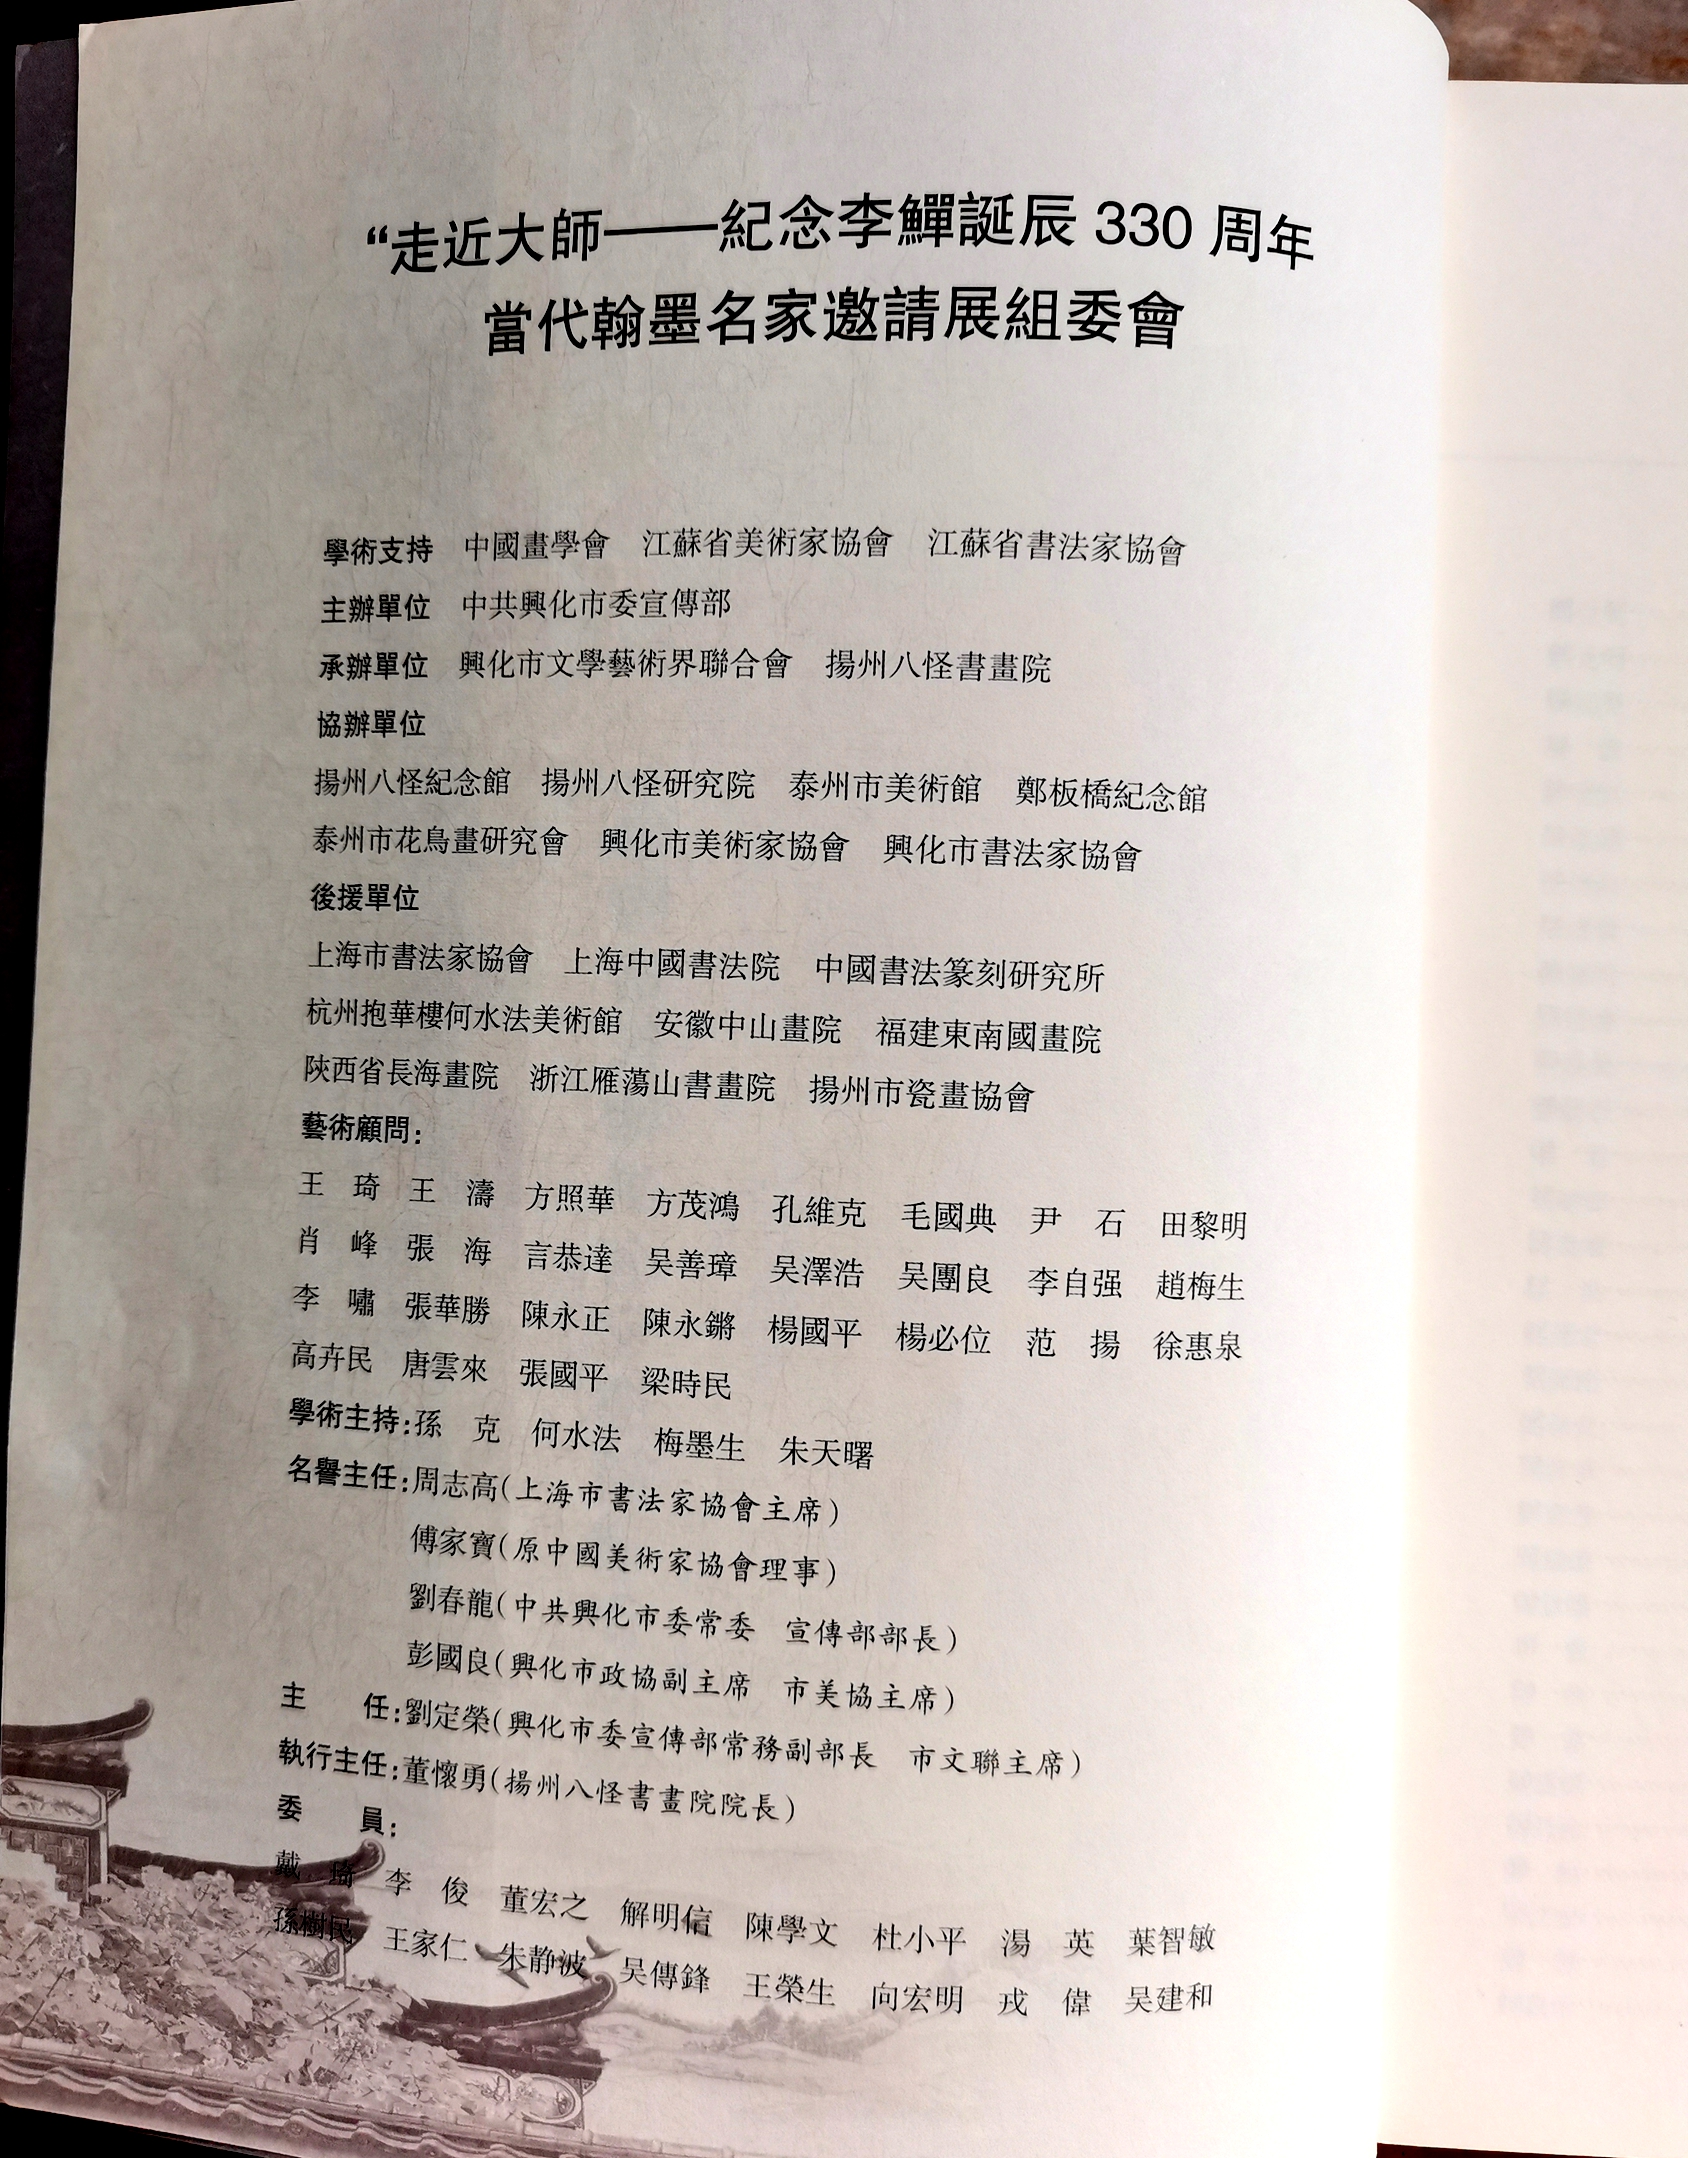 “走近大師——紀念李鱓誕辰 330 周年
當代翰墨名家邀請展組委會
學術支持 中國畫學會 江蘇省美術家協會 江蘇省書法家協會
主辦單位 中共興化市委宣傳部
承辦單位 興化市文學藝術界聯合會 揚州八怪書畫院
協辦單位
揚州八怪紀念館 揚州八怪研究院 泰州市美術館 鄭板橋紀念館
泰州市花鳥畫研究會 興化市美術家協會 興化市書法家協會
後援單位
上海市書法家協會 上海中國書法院 中國書法篆刻研究所
杭州抱華樓何水法美術館 安徽中山畫院 福建東南國畫院
陝西省長海畫院 浙江雁蕩山書畫院 揚州市瓷畫協會
藝術顧問:
王 琦 王 濤 方照華 方茂鴻 孔維克 毛國典 尹 石 田黎明
肖 峰 張 海 言恭達 吴善璋 吴澤浩 吴團良 李自强 趙梅生
李 嘯 張華勝 陳永正 陳永鏘 楊國平 楊必位 范 揚 徐惠泉
高卉民 唐雲來 張國平 梁時民
學術主持:孫 克 何水法 梅墨生 朱天曙
名譽主任:周志高(上海市書法家協會主席)
傅家寶(原中國美術家協會理事)
劉春龍(中共興化市委常委 宣傳部部長)
彭國良(興化市政協副主席 市美協主席)
主 任:劉定榮(興化市委宣傳部常務副部長 市文聯主席)
執行主任:董懷勇(揚州八怪書畫院院長)
委 員:
戴 琦 李 俊 董宏之 解明信 陳學文 杜小平 湯 英 葉智敏
孫樹民 王家仁 朱静波 吴傳鋒 王榮生 向宏明 戎 偉 吴建和